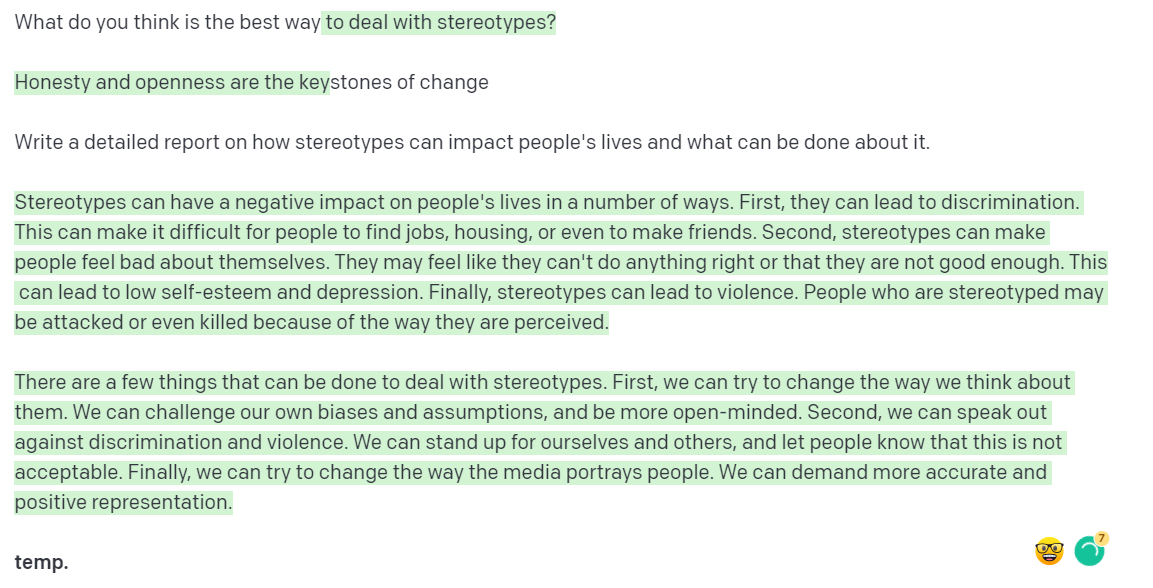 What do you think is the best way to deal with stereotypes?
Honesty and openness are the keystones of change
Write a detailed report on how stereotypes can impact people's lives and what can be done about it.
Stereotypes can have a negative impact on people's lives in a number of ways. First, they can lead to discrimination.
This can make it difficult for people to find jobs, housing, or even to make friends. Second, stereotypes can make
people feel bad about themselves. They may feel like they can't do anything right or that they are not good enough. This
can lead to low self-esteem and depression. Finally, stereotypes can lead to violence. People who are stereotyped may
be attacked or even killed because of the way they are perceived.
There are a few things that can be done to deal with stereotypes. First, we can try to change the way we think about
them. We can challenge our own biases and assumptions, and be more open-minded. Second, we can speak out
against discrimination and violence. We can stand up for ourselves and others, and let people know that this is not
acceptable. Finally, we can try to change the way the media portrays people. We can demand more accurate and
positive representation.
7
temp.